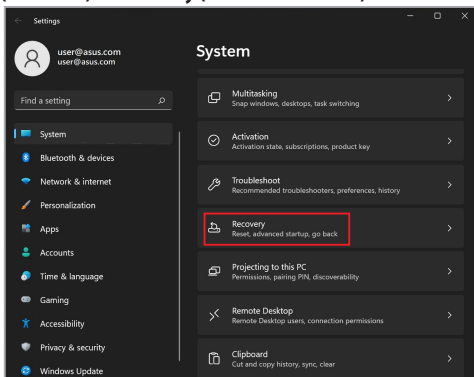 Settings
user@asus.com
user@asus.com
Find a setting
System
Bluetooth & devices
Network & internet
Personalization
Apps
Accounts
Time & language
Gaming
Accessibility
Privacy & security
Windows Update
System
Multitasking
Snap windows, desktops, task switching
Activation
Activation state, subscriptions, product key
Troubleshoot
Recommended troubleshooters, preferences, history
Recovery
Reset, advanced startup, go back
Projecting to this PC
Permissions, pairing PIN, discoverability
Remote Desktop
Remote Desktop users, connection permissions
Clipboard
Cut and copy history, sync, clear